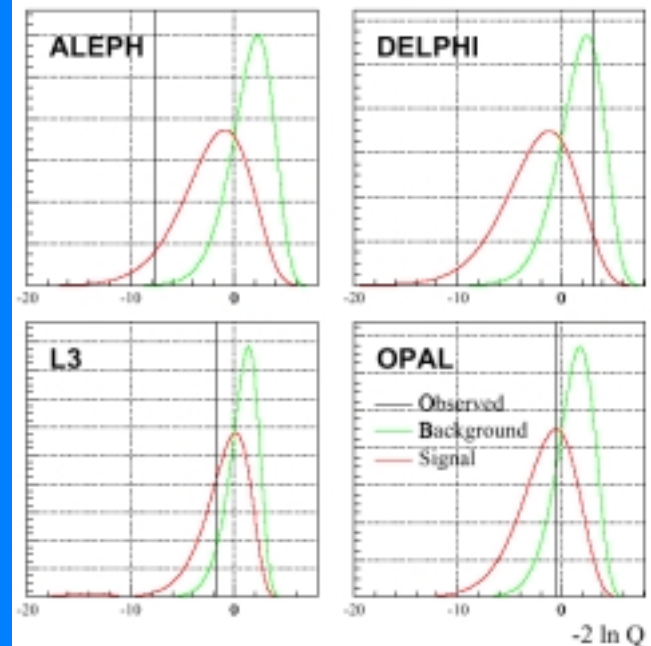 ALEPH
DELPHI
-20 -10 0
-20 -10 0
L3
OPAL
Observed
Background
Signal
-20 -10 0
-20 -10 0
-2 ln Q